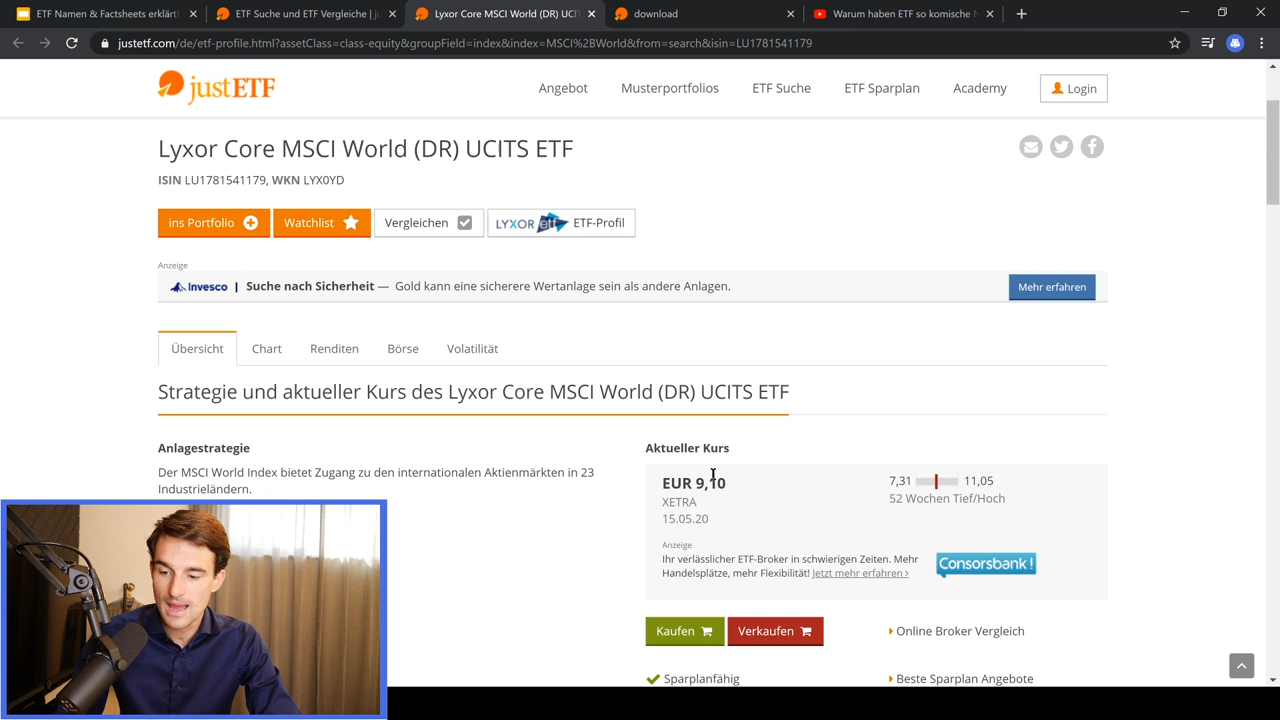 ETF Namen & Factsheets erklärt!
ETF Suche und ETF Vergleiche | ju
Lyxor Core MSCI World (DR) UCIT
download
Warum haben ETF so komische N
justetf.com/de/etf-profile.html?assetClass=class-equity&groupField=index&index=MSCI%2BWorld&from=search&isin=LU1781541179
justETF
Angebot
Musterportfolios
ETF Suche
ETF Sparplan
Academy
Login
Lyxor Core MSCI World (DR) UCITS ETF
ISIN LU1781541179, WKN LYX0YD
ins Portfolio
Watchlist
Vergleichen
LYXOR etf ETF-Profil
Anzeige
Invesco | Suche nach Sicherheit — Gold kann eine sicherere Wertanlage sein als andere Anlagen.
Mehr erfahren
Übersicht
Chart
Renditen
Börse
Volatilität
Strategie und aktueller Kurs des Lyxor Core MSCI World (DR) UCITS ETF
Anlagestrategie
Der MSCI World Index bietet Zugang zu den internationalen Aktienmärkten in 23
Industrieländern.
Aktueller Kurs
EUR 9,10
XETRA
15.05.20
7,31
11,05
52 Wochen Tief/Hoch
Anzeige
Ihr verlässlicher ETF-Broker in schwierigen Zeiten. Mehr
Handelsplätze, mehr Flexibilität! Jetzt mehr erfahren >
Consorsbank!
Kaufen
Verkaufen
Online Broker Vergleich
Sparplanfähig
Beste Sparplan Angebote